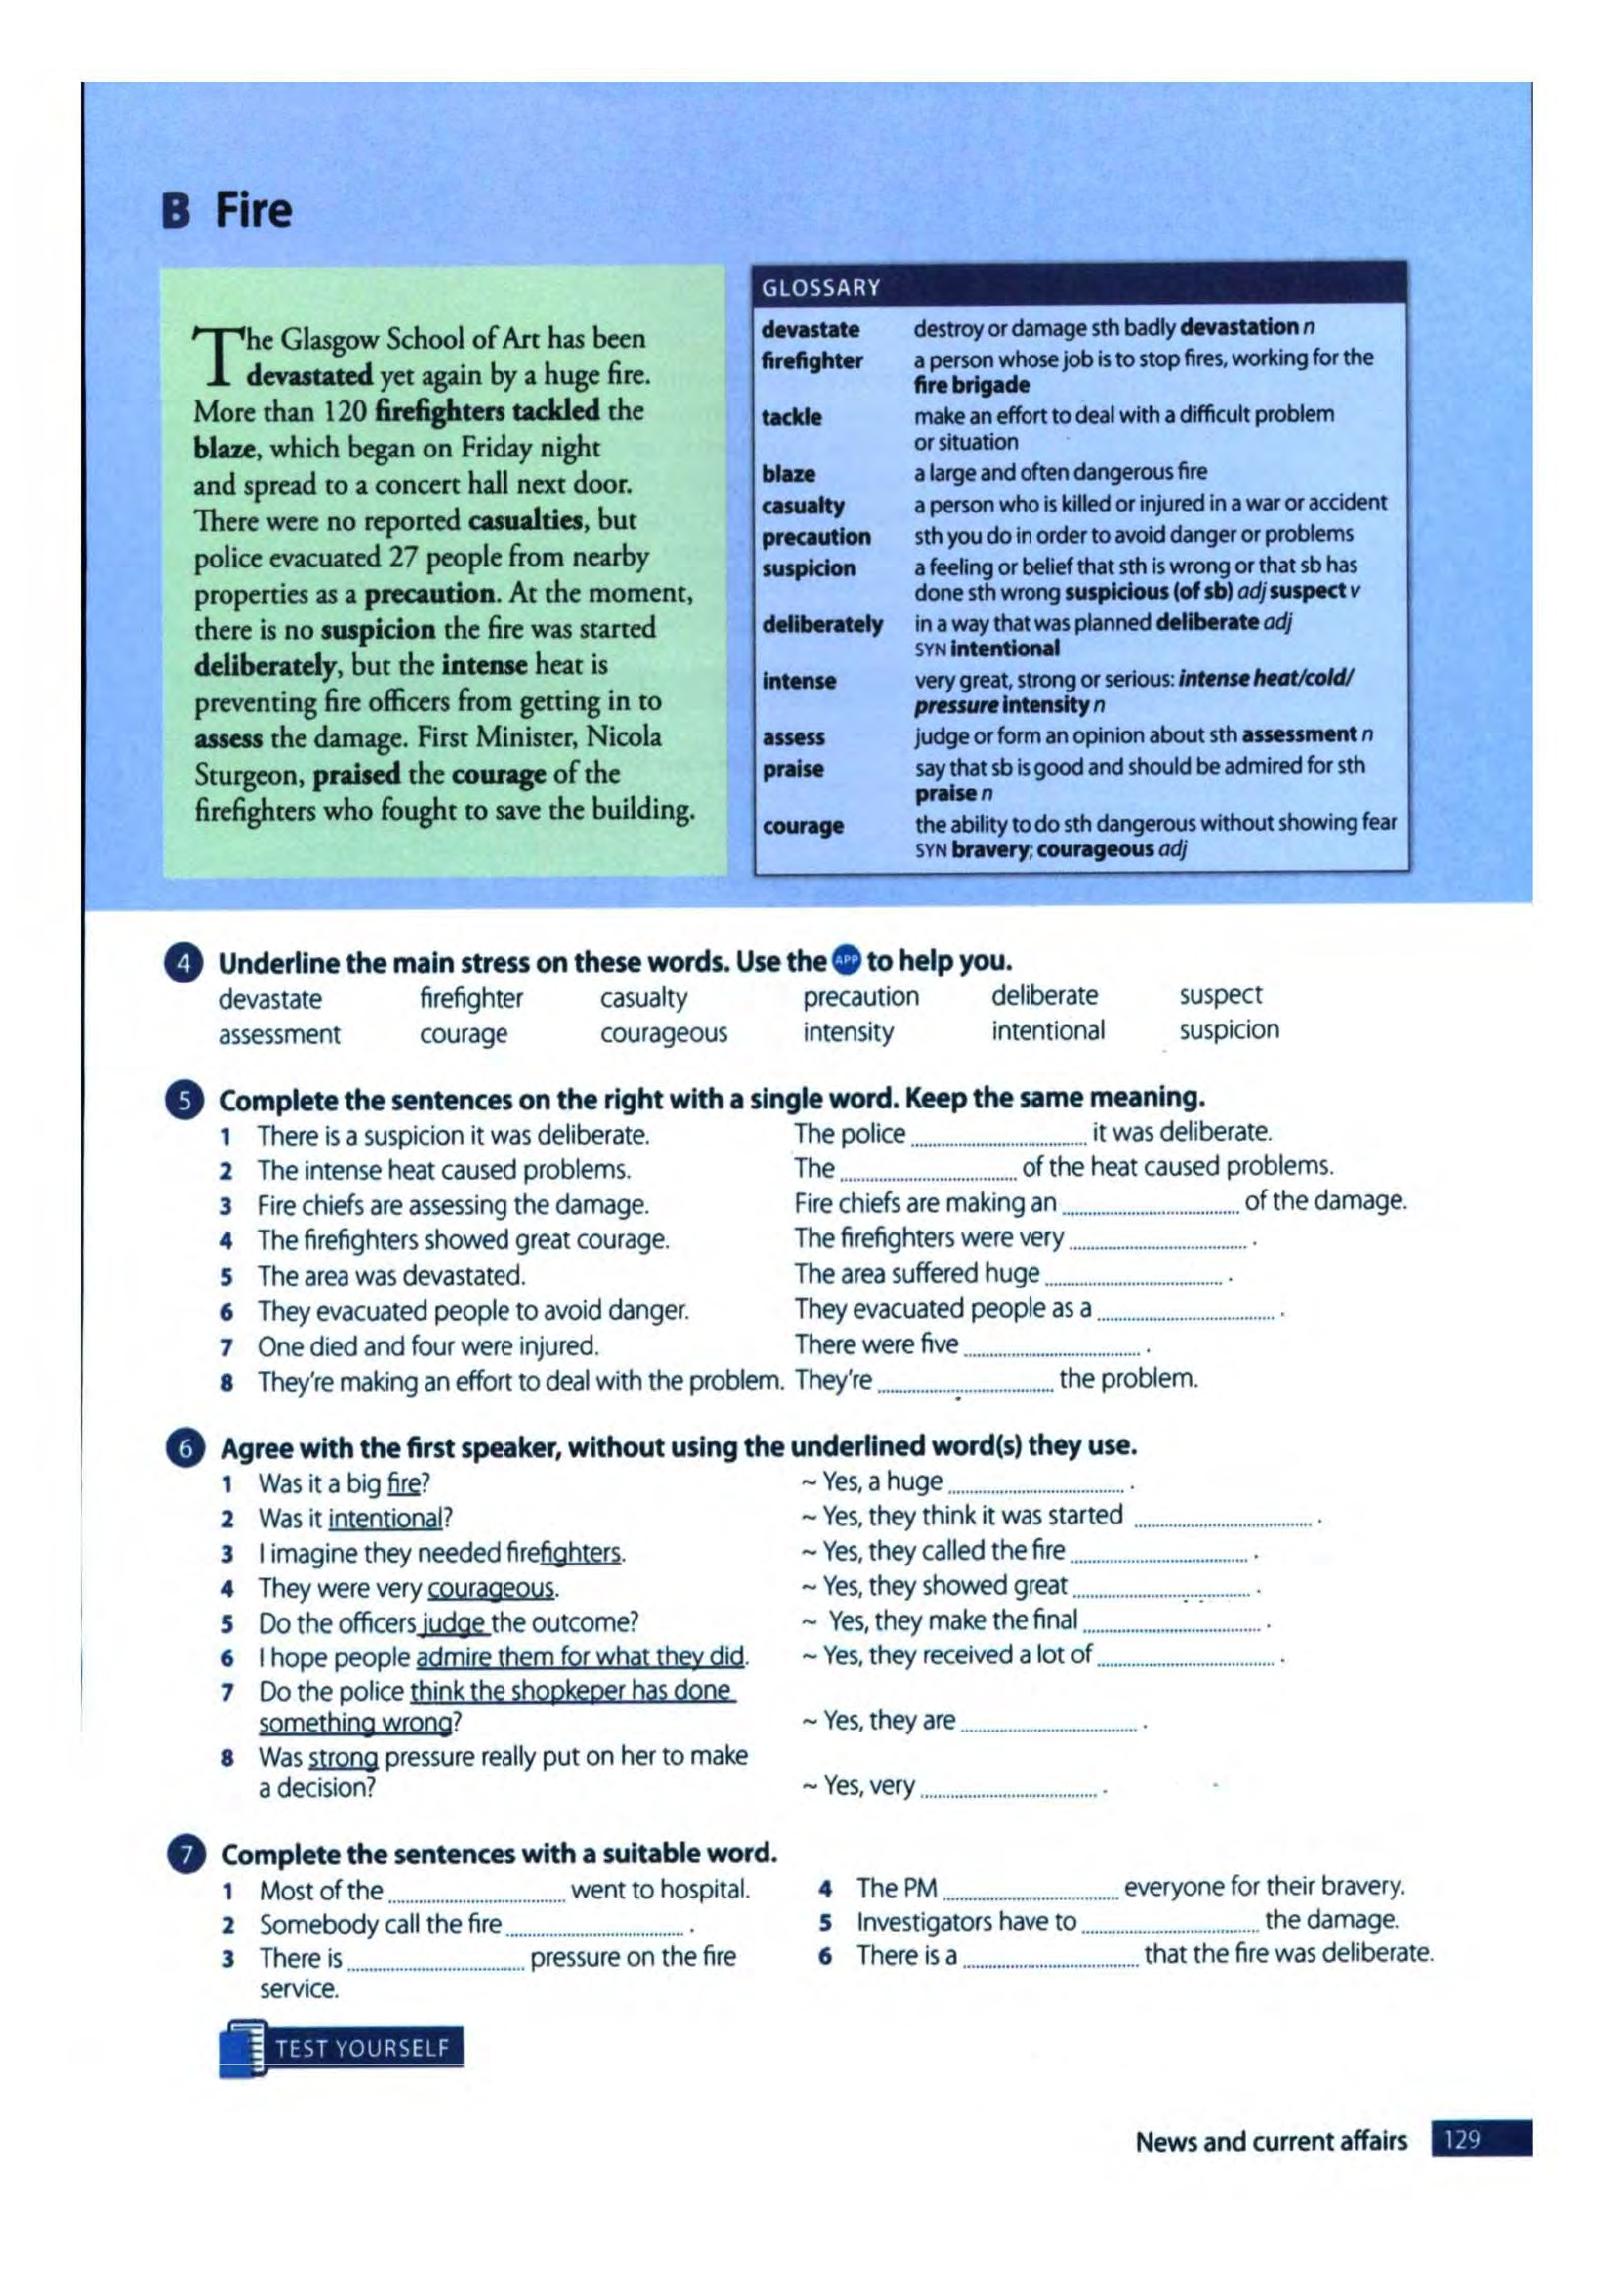 B Fire
The Glasgow School of Art has been
devastated yet again by a huge fire.
More than 120 firefighters tackled the
blaze, which began on Friday night
and spread to a concert hall next door.
There were no reported casualties, but
police evacuated 27 people from nearby
properties as a precaution. At the moment,
there is no suspicion the fire was started
deliberately, but the intense heat is
preventing fire officers from getting in to
assess the damage. First Minister, Nicola
Sturgeon, praised the courage of the
firefighters who fought to save the building.
GLOSSARY
devastate destroy or damage sth badly devastation n
firefighter a person whose job is to stop fires, working for the
fire brigade
tackle make an effort to deal with a difficult problem
or situation
blaze a large and often dangerous fire
casualty a person who is killed or injured in a war or accident
precaution sth you do in order to avoid danger or problems
suspicion a feeling or belief that sth is wrong or that sb has
done sth wrong suspicious (of sb) adj suspect v
deliberately in a way that was planned deliberate adj
SYN intentional
intense very great, strong or serious: intense heat/cold/
pressure intensity n
assess judge or form an opinion about sth assessment n
praise say that sb is good and should be admired for sth
praise n
courage the ability to do sth dangerous without showing fear
SYN bravery; courageous adj
4 Underline the main stress on these words. Use the APP to help you.
devastate firefighter casualty precaution deliberate suspect
assessment courage courageous intensity intentional suspicion
5 Complete the sentences on the right with a single word. Keep the same meaning.
1 There is a suspicion it was deliberate. The police .................... it was deliberate.
2 The intense heat caused problems. The .................... of the heat caused problems.
3 Fire chiefs are assessing the damage. Fire chiefs are making an .................... of the damage.
4 The firefighters showed great courage. The firefighters were very .................... .
5 The area was devastated. The area suffered huge .................... .
6 They evacuated people to avoid danger. They evacuated people as a .................... .
7 One died and four were injured. There were five .................... .
8 They're making an effort to deal with the problem. They're .................... the problem.
6 Agree with the first speaker, without using the underlined word(s) they use.
1 Was it a big fire? ~ Yes, a huge .................... .
2 Was it intentional? ~ Yes, they think it was started .................... .
3 I imagine they needed firefighters. ~ Yes, they called the fire .................... .
4 They were very courageous. ~ Yes, they showed great .................... .
5 Do the officers judge the outcome? ~ Yes, they make the final .................... .
6 I hope people admire them for what they did. ~ Yes, they received a lot of .................... .
7 Do the police think the shopkeper has done
something wrong? ~ Yes, they are .................... .
8 Was strong pressure really put on her to make
a decision? ~ Yes, very .................... .
7 Complete the sentences with a suitable word.
1 Most of the .................... went to hospital.
2 Somebody call the fire .................... .
3 There is .................... pressure on the fire
service.
4 The PM .................... everyone for their bravery.
5 Investigators have to .................... the damage.
6 There is a .................... that the fire was deliberate.
TEST YOURSELF
News and current affairs 129